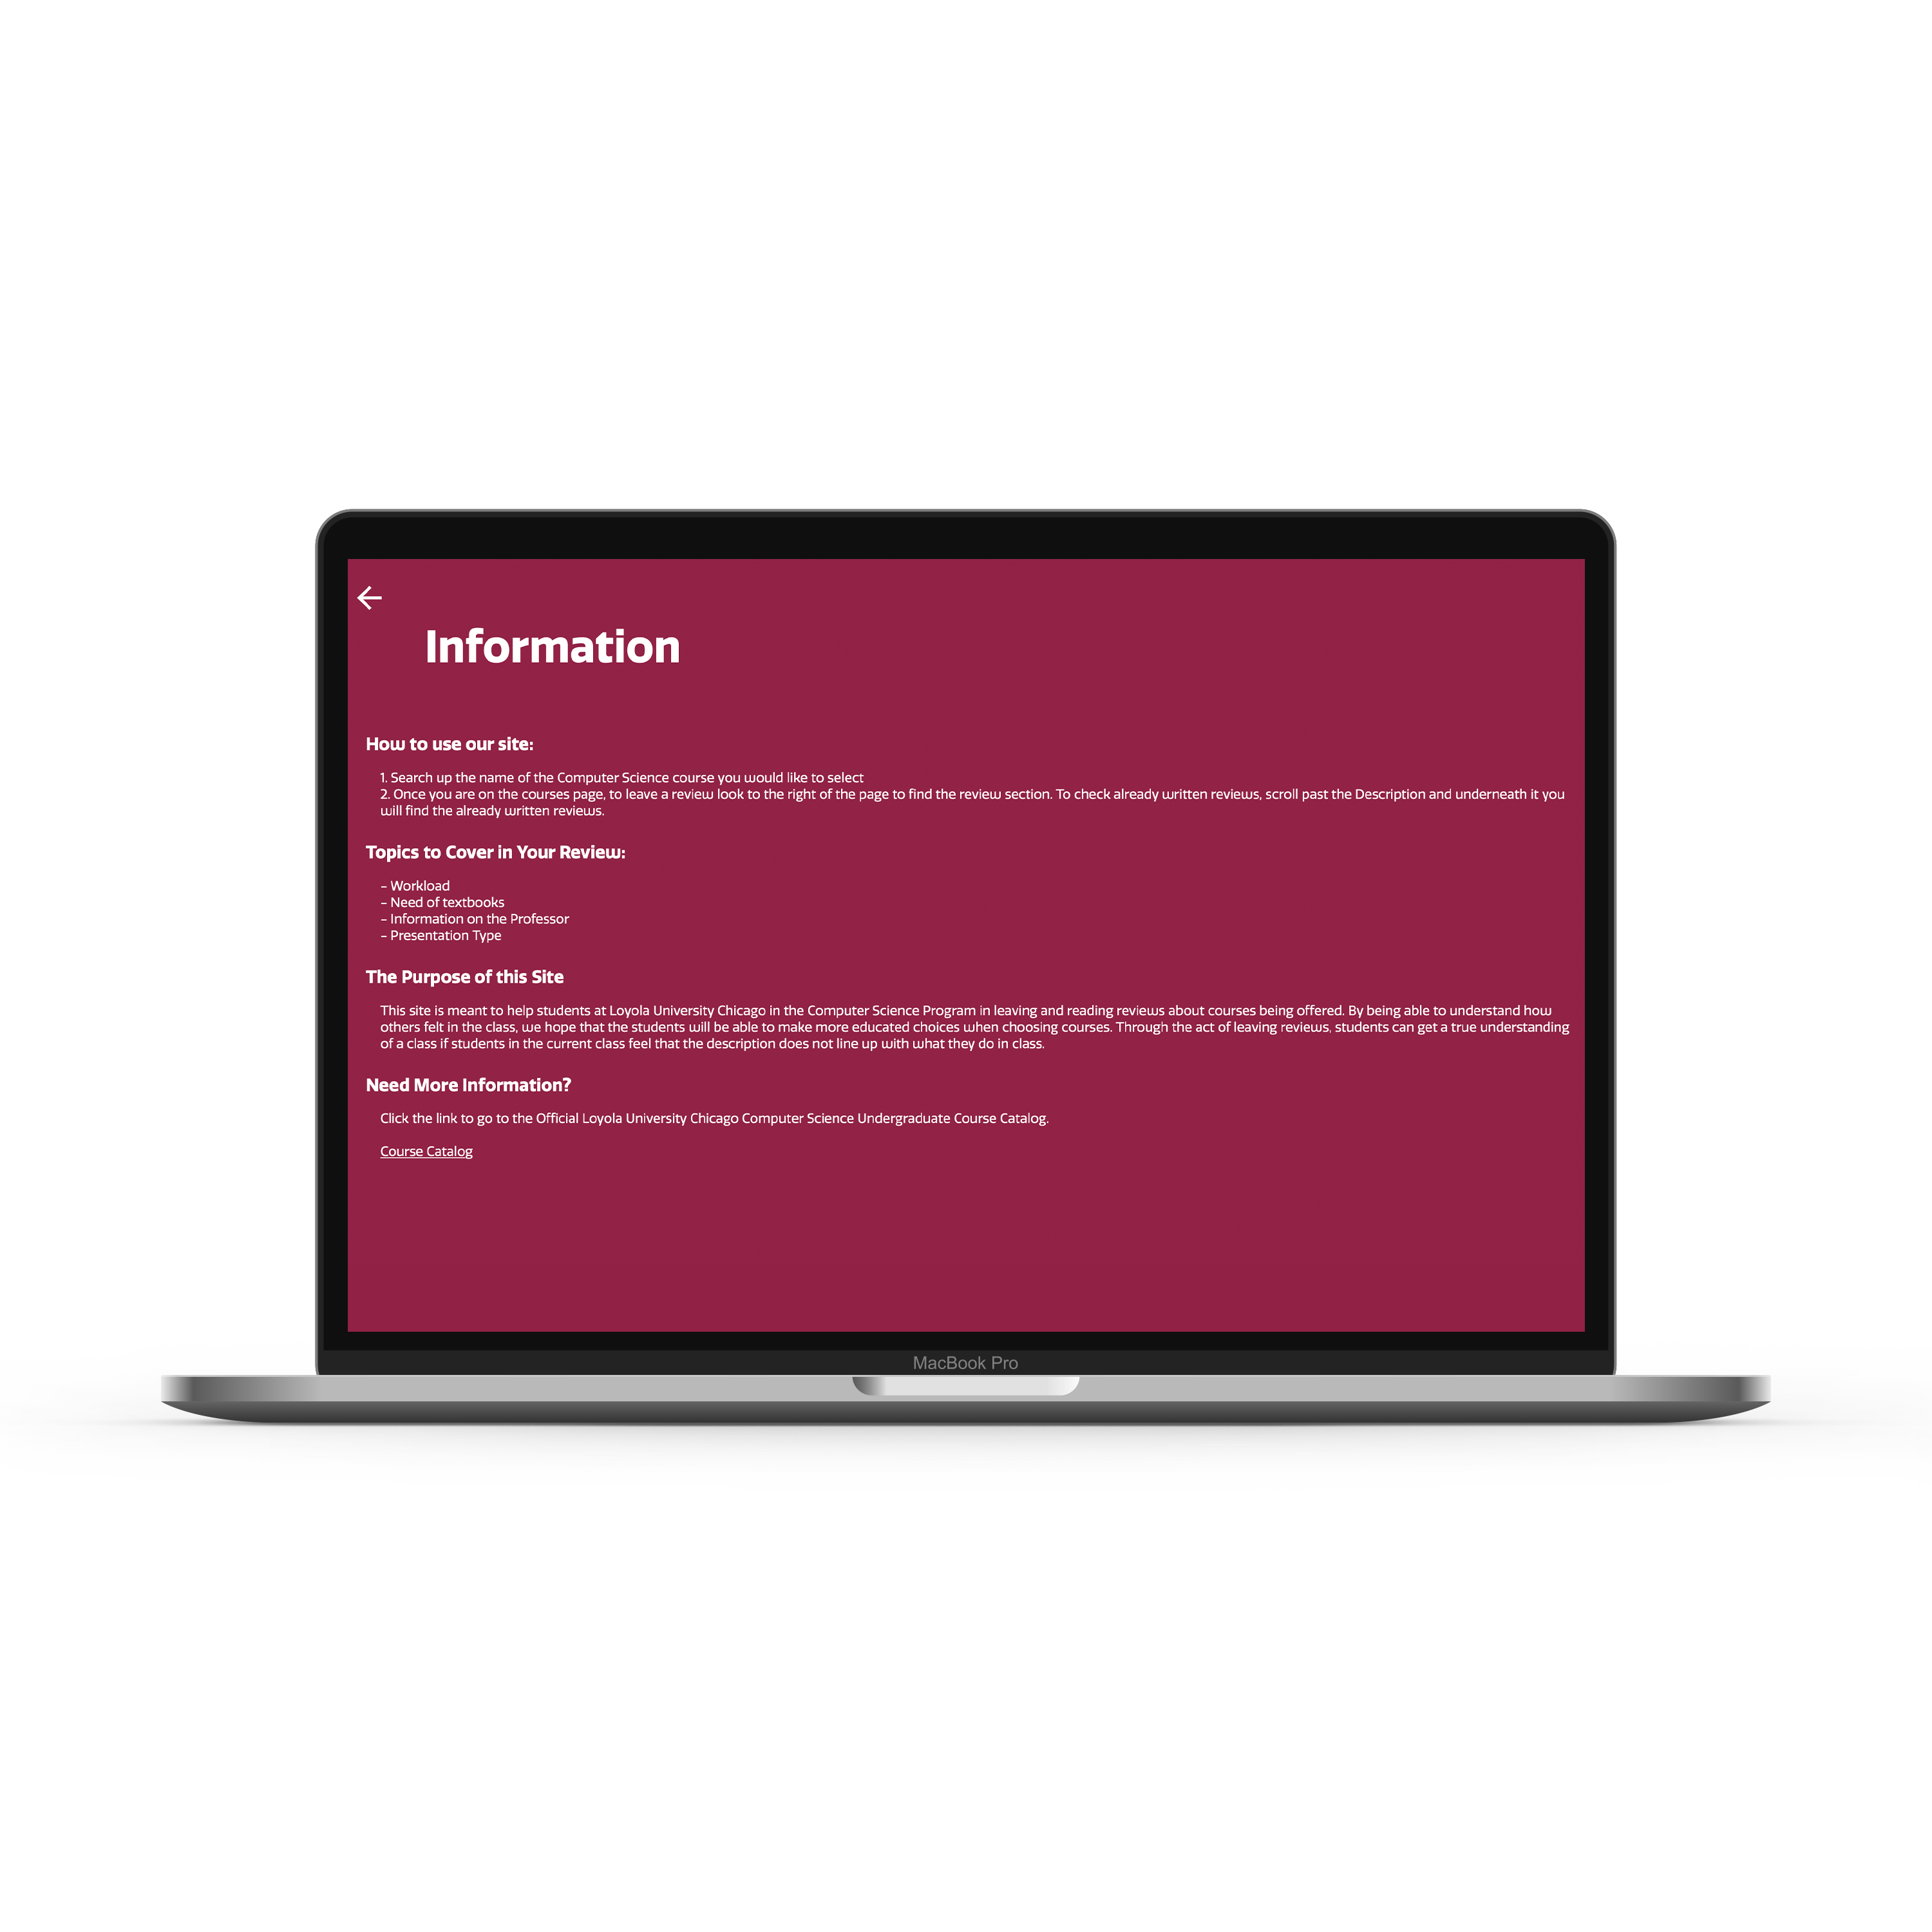 Information
How to use our site:
1. Search up the name of the Computer Science course you would like to select
2. Once you are on the courses page, to leave a review look to the right of the page to find the review section. To check already written reviews, scroll past the Description and underneath it you
will find the already written reviews.
Topics to Cover in Your Review:
- Workload
- Need of textbooks
- Information on the Professor
- Presentation Type
The Purpose of this Site
This site is meant to help students at Loyola University Chicago in the Computer Science Program in leaving and reading reviews about courses being offered. By being able to understand how
others felt in the class, we hope that the students will be able to make more educated choices when choosing courses. Through the act of leaving reviews, students can get a true understanding
of a class if students in the current class feel that the description does not line up with what they do in class.
Need More Information?
Click the link to go to the Official Loyola University Chicago Computer Science Undergraduate Course Catalog.
Course Catalog
MacBook Pro